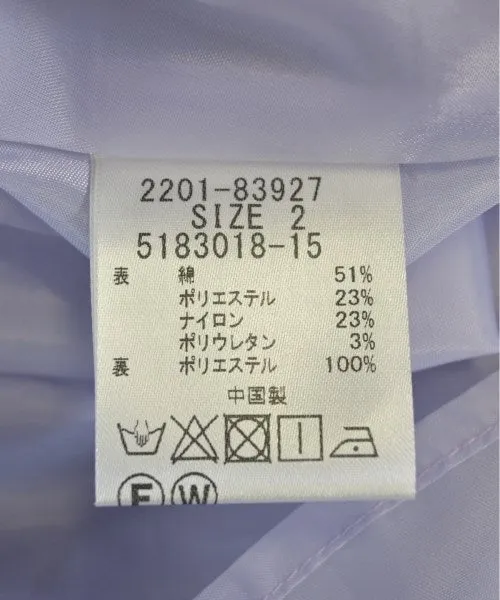 2201-83927
SIZE 2
5183018-15
表 綿 51%
ポリエステル 23%
ナイロン 23%
ポリウレタン 3%
裏 ポリエステル 100%
中国製
F W